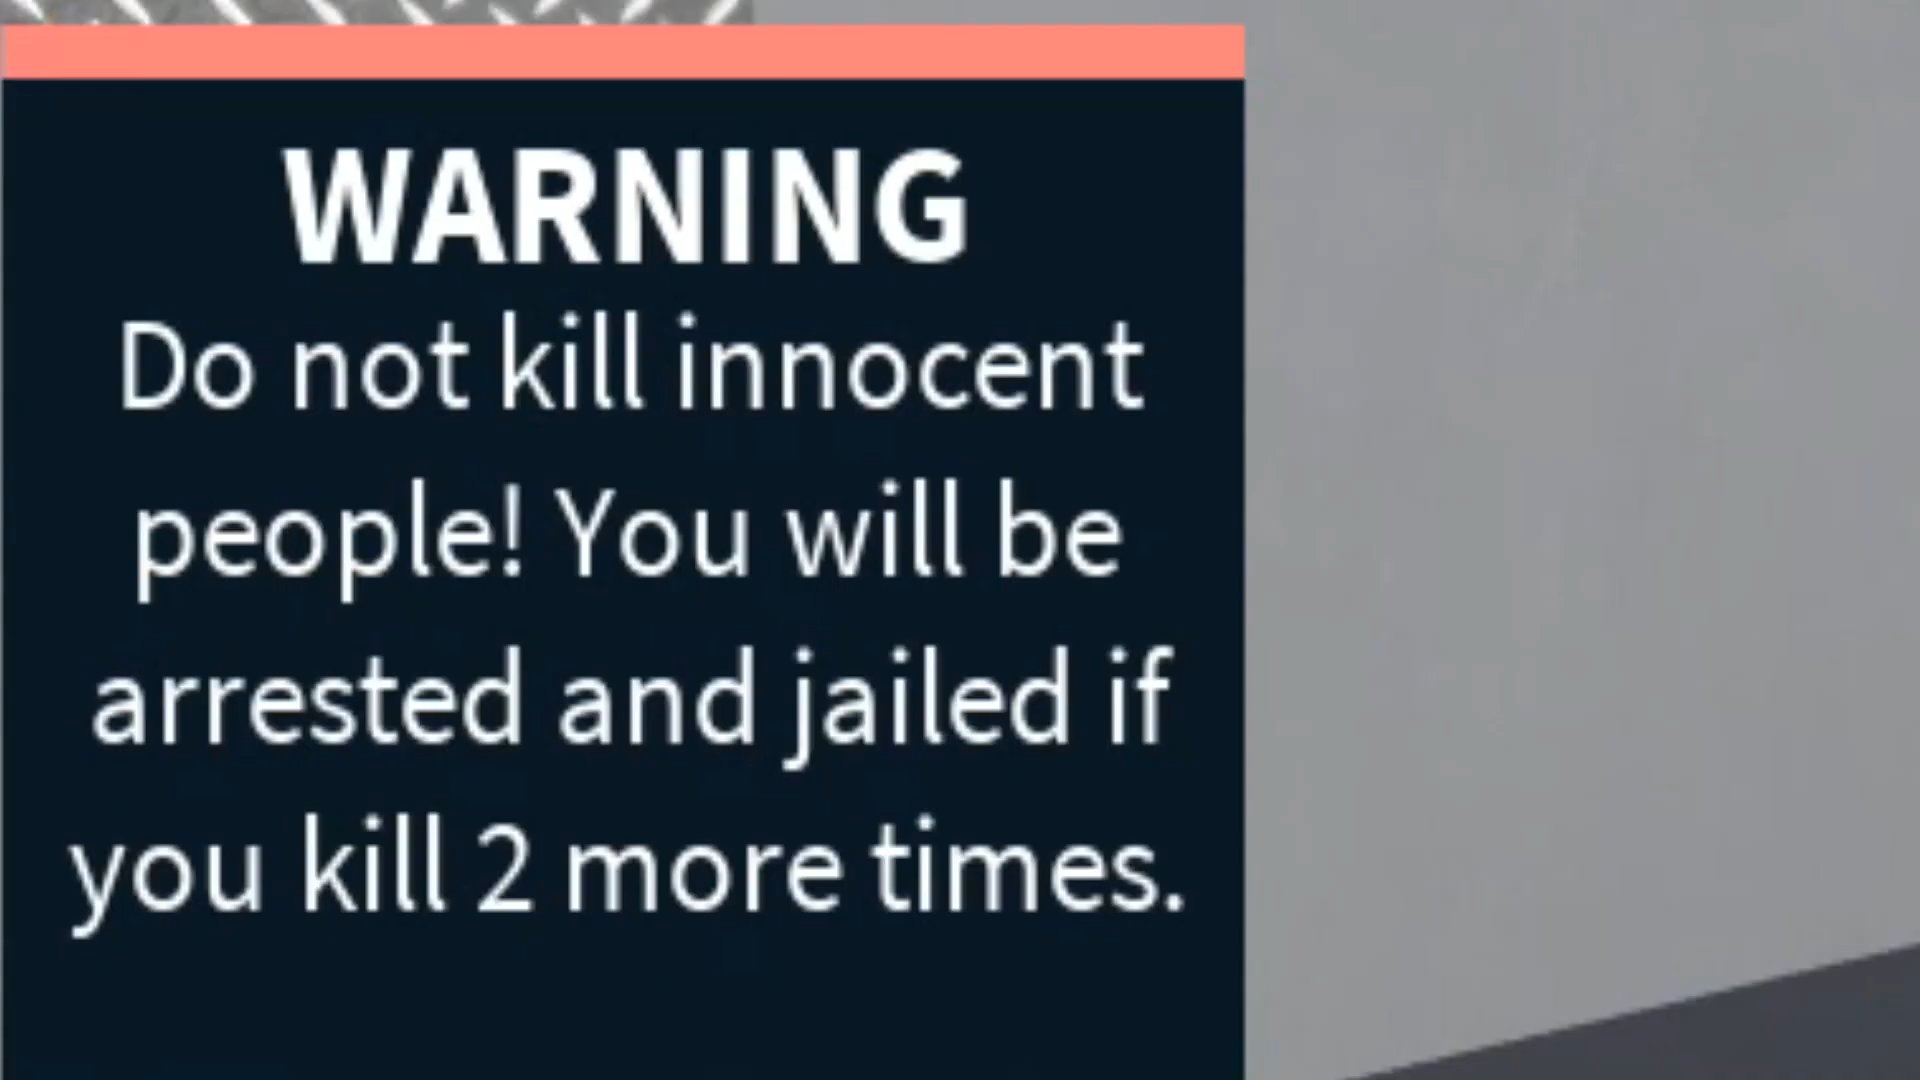 WARNING
Do not kill innocent
people! You will be
arrested and jailed if
you kill 2 more times.